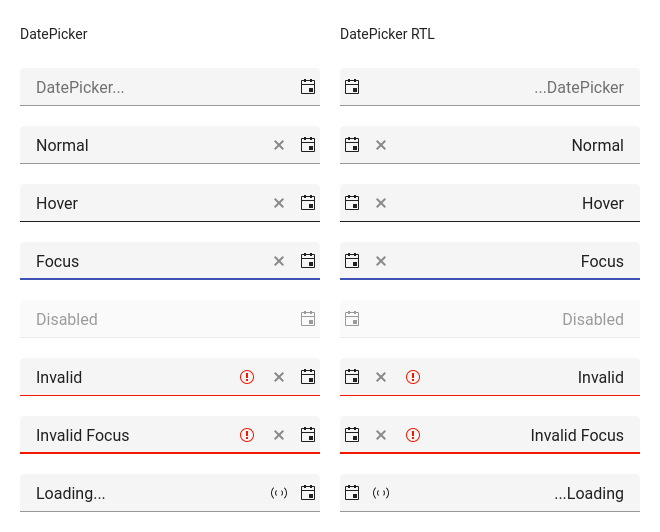 DatePicker
DatePicker RTL
DatePicker...
...DatePicker
Normal
Normal
Hover
Hover
Focus
Focus
Disabled
Disabled
Invalid
Invalid
Invalid Focus
Invalid Focus
Loading...
...Loading